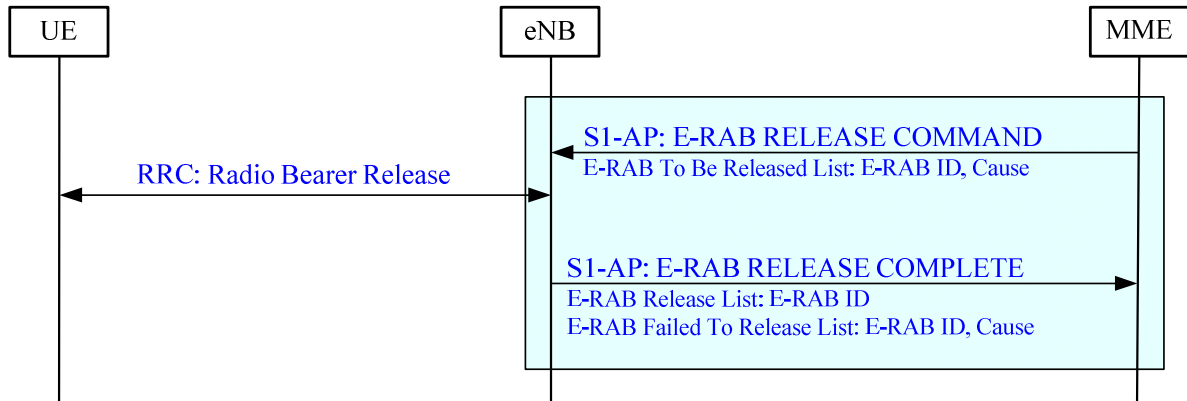 UE
eNB
MME
S1-AP: E-RAB RELEASE COMMAND
E-RAB To Be Released List: E-RAB ID, Cause
RRC: Radio Bearer Release
S1-AP: E-RAB RELEASE COMPLETE
E-RAB Release List: E-RAB ID
E-RAB Failed To Release List: E-RAB ID, Cause